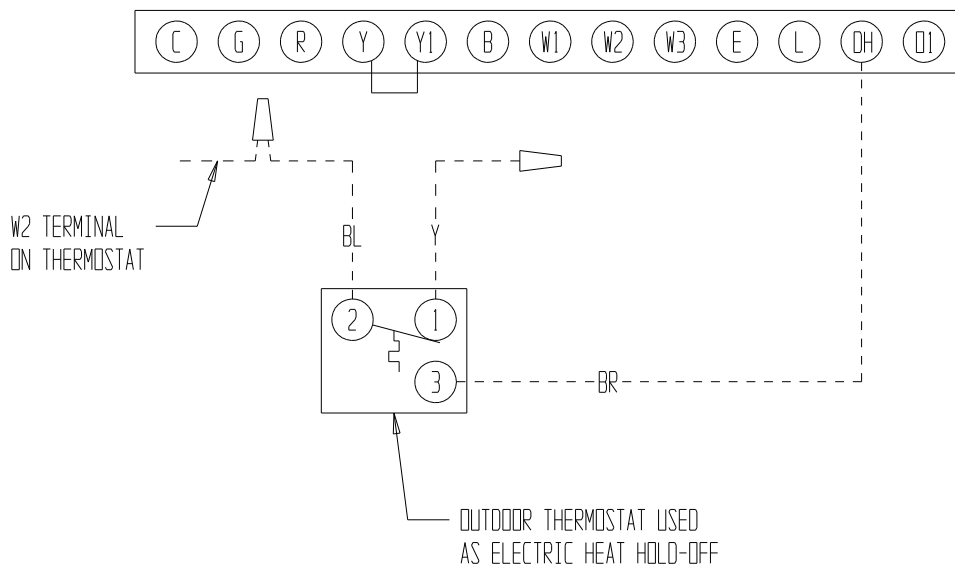 C G R Y Y1 B W1 W2 W3 E L OH O1
W2 TERMINAL
ON THERMOSTAT
BL
Y
2
1
3
BR
OUTDOOR THERMOSTAT USED
AS ELECTRIC HEAT HOLD-OFF